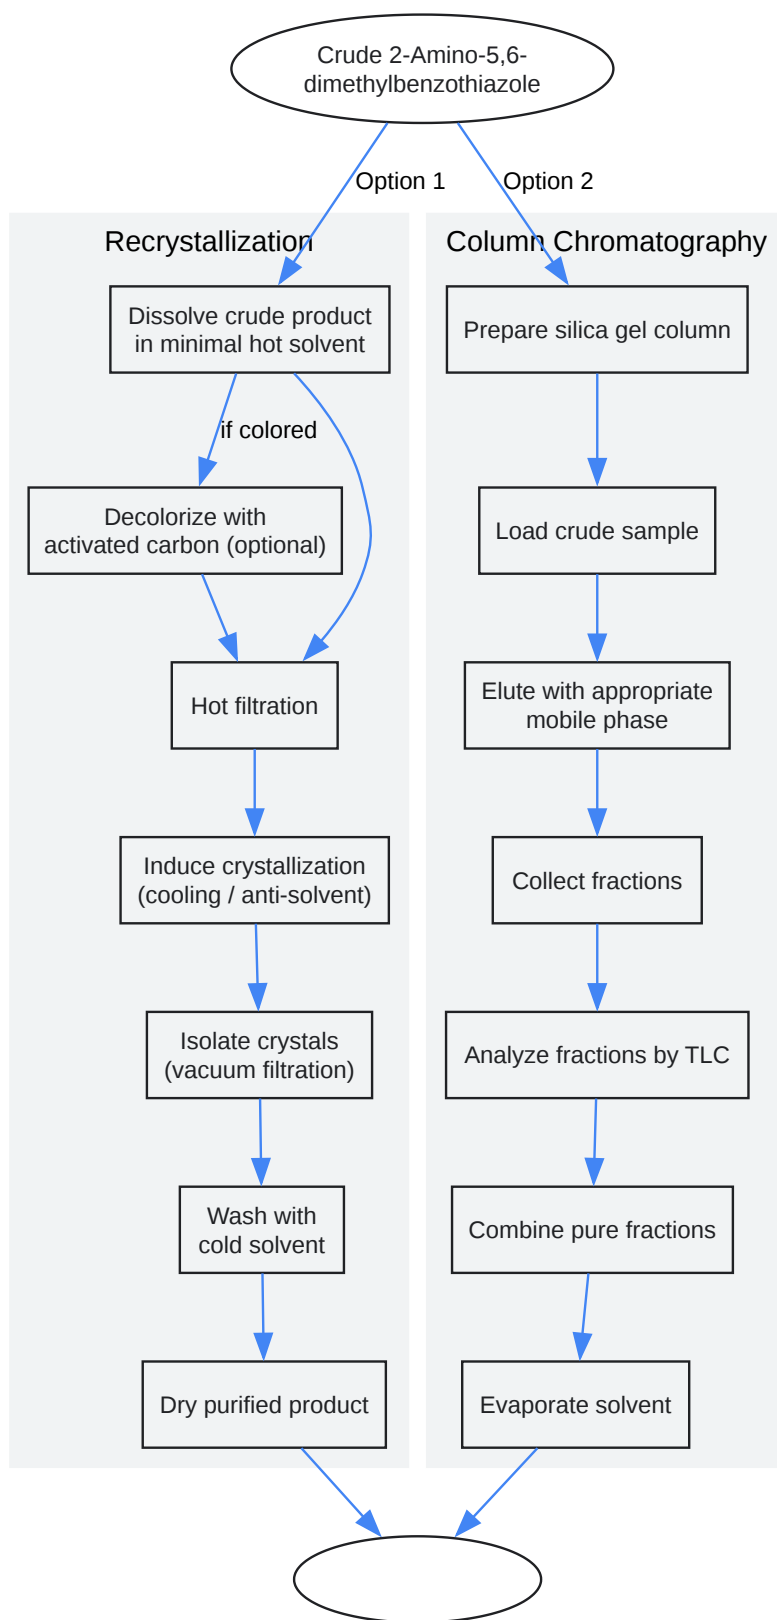 Crude 2-Amino-5,6-
dimethylbenzothiazole
Option 1
Option 2
Recrystallization
Dissolve crude product
in minimal hot solvent
if colored
Decolorize with
activated carbon (optional)
Hot filtration
Induce crystallization
(cooling / anti-solvent)
Isolate crystals
(vacuum filtration)
Wash with
cold solvent
Dry purified product
Column Chromatography
Prepare silica gel column
Load crude sample
Elute with appropriate
mobile phase
Collect fractions
Analyze fractions by TLC
Combine pure fractions
Evaporate solvent